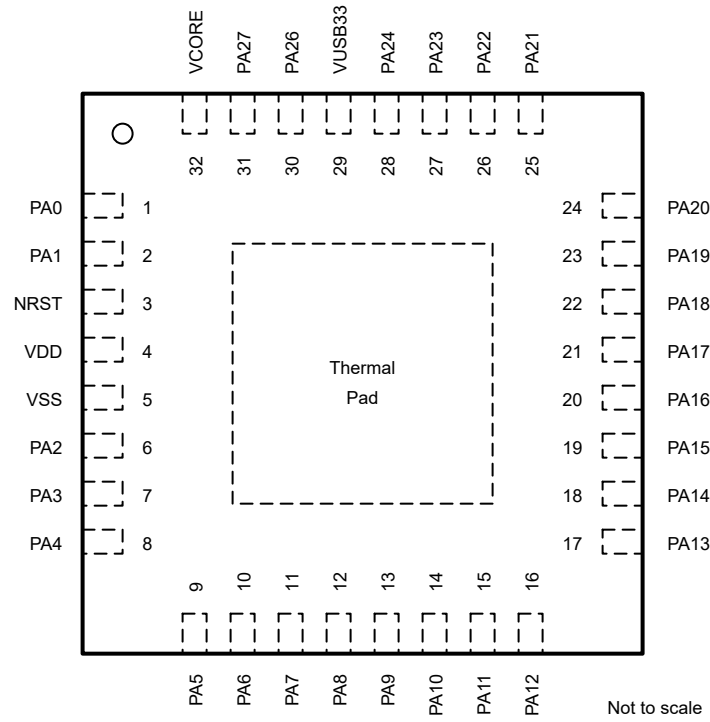 VCORE
PA27
PA26
VUSB33
PA24
PA23
PA22
PA21
32
31
30
29
28
27
26
25
PA0 1
PA1 2
NRST 3
VDD 4
VSS 5
PA2 6
PA3 7
PA4 8
24 PA20
23 PA19
22 PA18
21 PA17
20 PA16
19 PA15
18 PA14
17 PA13
Thermal
Pad
9
10
11
12
13
14
15
16
PA5
PA6
PA7
PA8
PA9
PA10
PA11
PA12
Not to scale